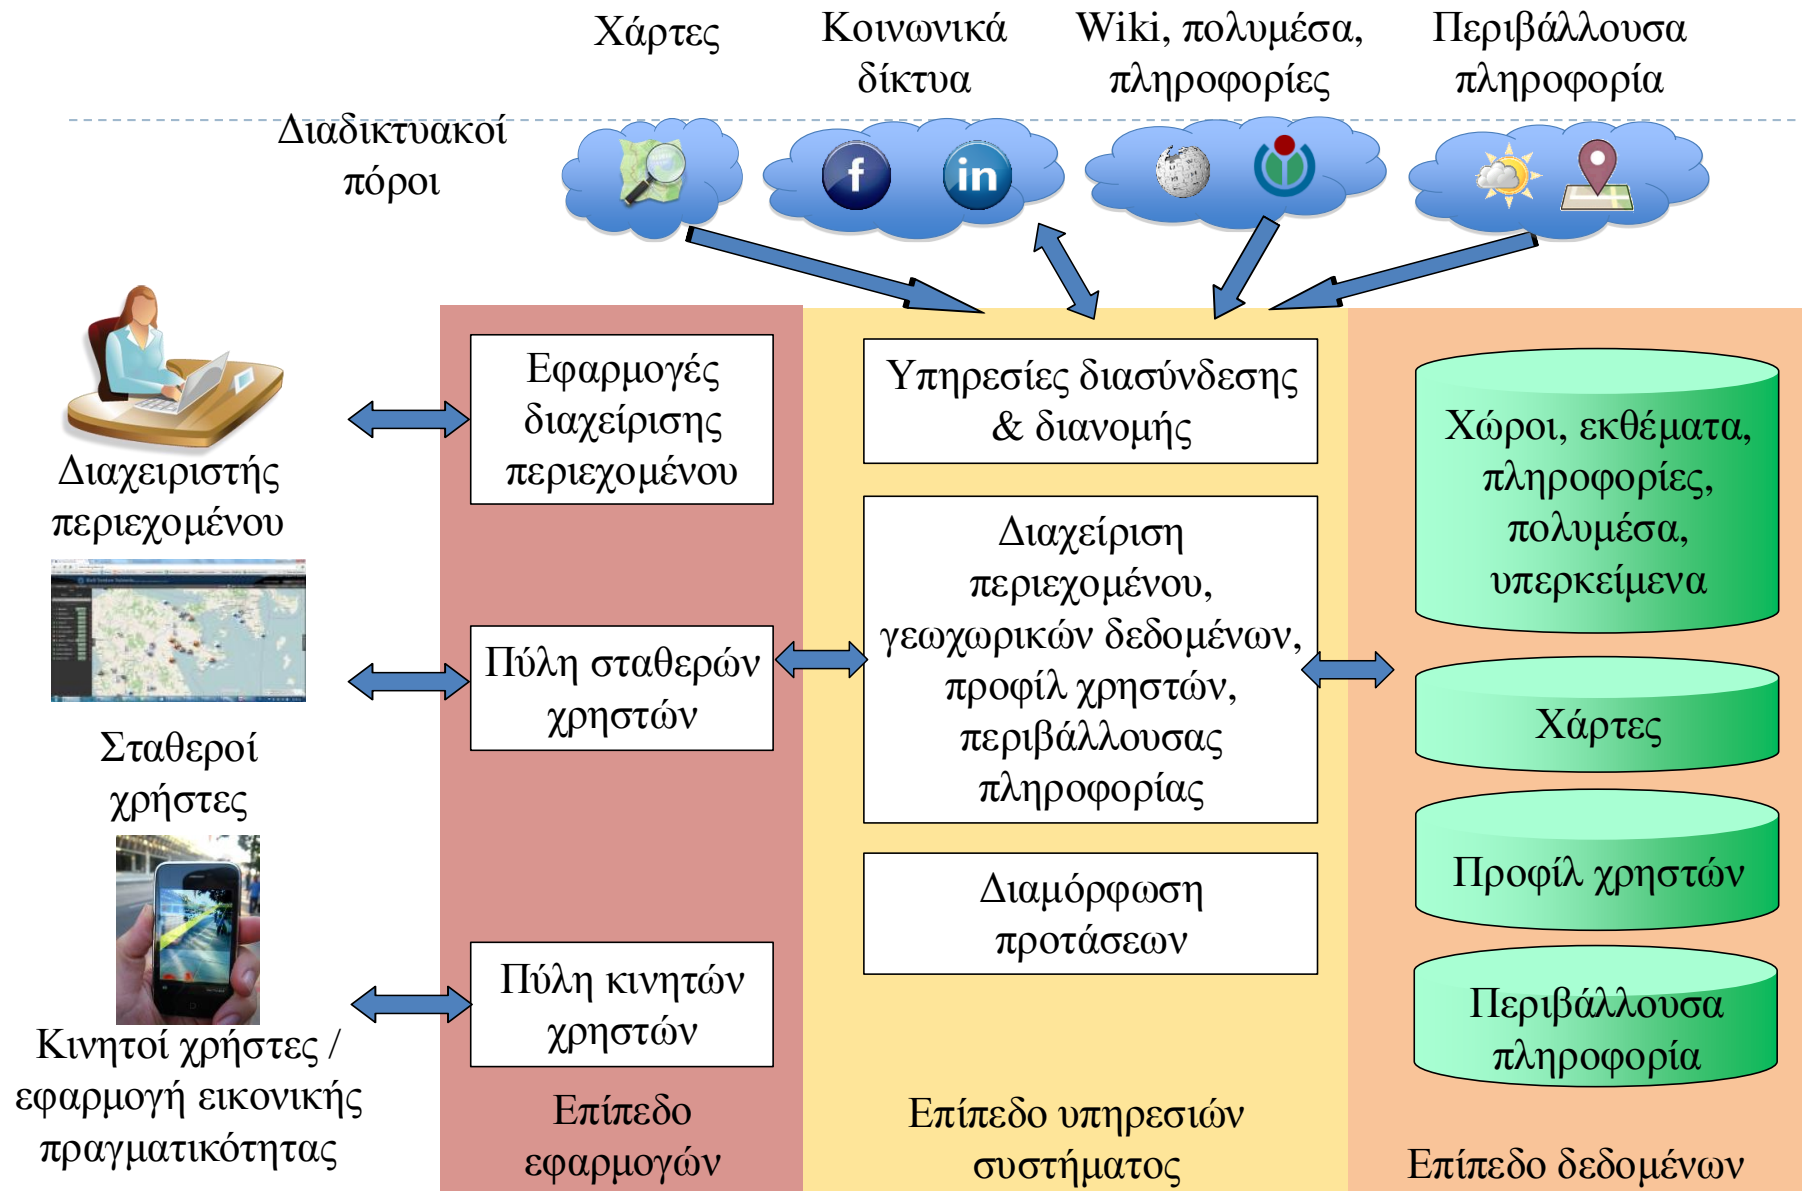 Χάρτες
Κοινωνικά
δίκτυα
Wiki, πολυμέσα,
πληροφορίες
Περιβάλλουσα
πληροφορία
Διαδικτυακοί
πόροι
f
in
Διαχειριστής
περιεχομένου
Σταθεροί
χρήστες
Κινητοί χρήστες /
εφαρμογή εικονικής
πραγματικότητας
Εφαρμογές
διαχείρισης
περιεχομένου
Πύλη σταθερών
χρηστών
Πύλη κινητών
χρηστών
Επίπεδο
εφαρμογών
Υπηρεσίες διασύνδεσης
& διανομής
Διαχείριση
περιεχομένου,
γεωχωρικών δεδομένων,
προφίλ χρηστών,
περιβάλλουσας
πληροφορίας
Διαμόρφωση
προτάσεων
Επίπεδο υπηρεσιών
συστήματος
Χώροι, εκθέματα,
πληροφορίες,
πολυμέσα,
υπερκείμενα
Χάρτες
Προφίλ χρηστών
Περιβάλλουσα
πληροφορία
Επίπεδο δεδομένων